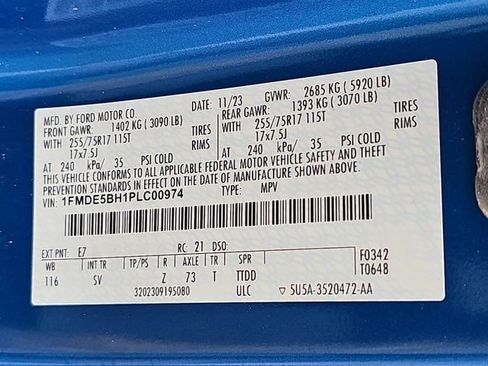 MFD. BY FORD MOTOR CO.
DATE: 11/23 GVWR: 2685 KG ( 5920 LB)
FRONT GAWR: 1402 KG ( 3090 LB) REAR GAWR: 1393 KG ( 3070 LB)
WITH 255/75R17 115T TIRES WITH 255/75R17 115T TIRES
17x7.5J RIMS 17x7.5J RIMS
AT 240 kPa/ 35 PSI COLD AT 240 kPa/ 35 PSI COLD
THIS VEHICLE CONFORMS TO ALL APPLICABLE FEDERAL MOTOR VEHICLE SAFETY AND THEFT
PREVENTION STANDARDS IN EFFECT ON THE DATE OF MANUFACTURE SHOWN ABOVE.
VIN: 1FMDE5BH1PLC00974 TYPE: MPV
EXT PNT: E7 RC: 21 DSO: F0342
WB INT TR TP/PS R AXLE TR SPR T0648
116 SV Z 73 T TTDD
3202309195080 ULC ▽ 5U5A-3520472-AA